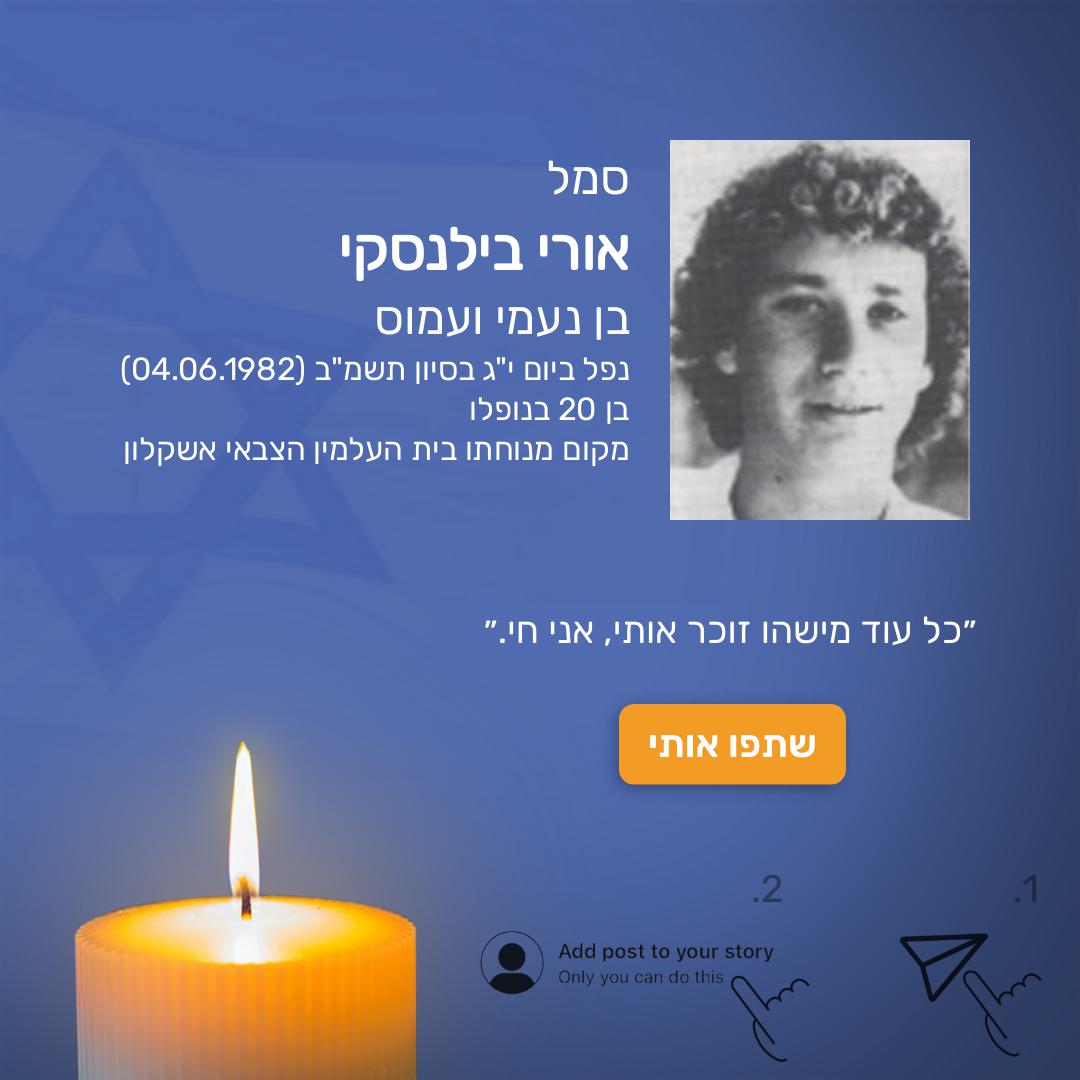 סמל
אורי בילנסקי
בן נעמי ועמוס
נפל ביום י"ג בסיון תשמ"ב (04.06.1982)
בן 20 בנופלו
מקום מנוחתו בית העלמין הצבאי אשקלון
״כל עוד מישהו זוכר אותי, אני חי.״
שתפו אותי
1.
2.
Add post to your story
Only you can do this